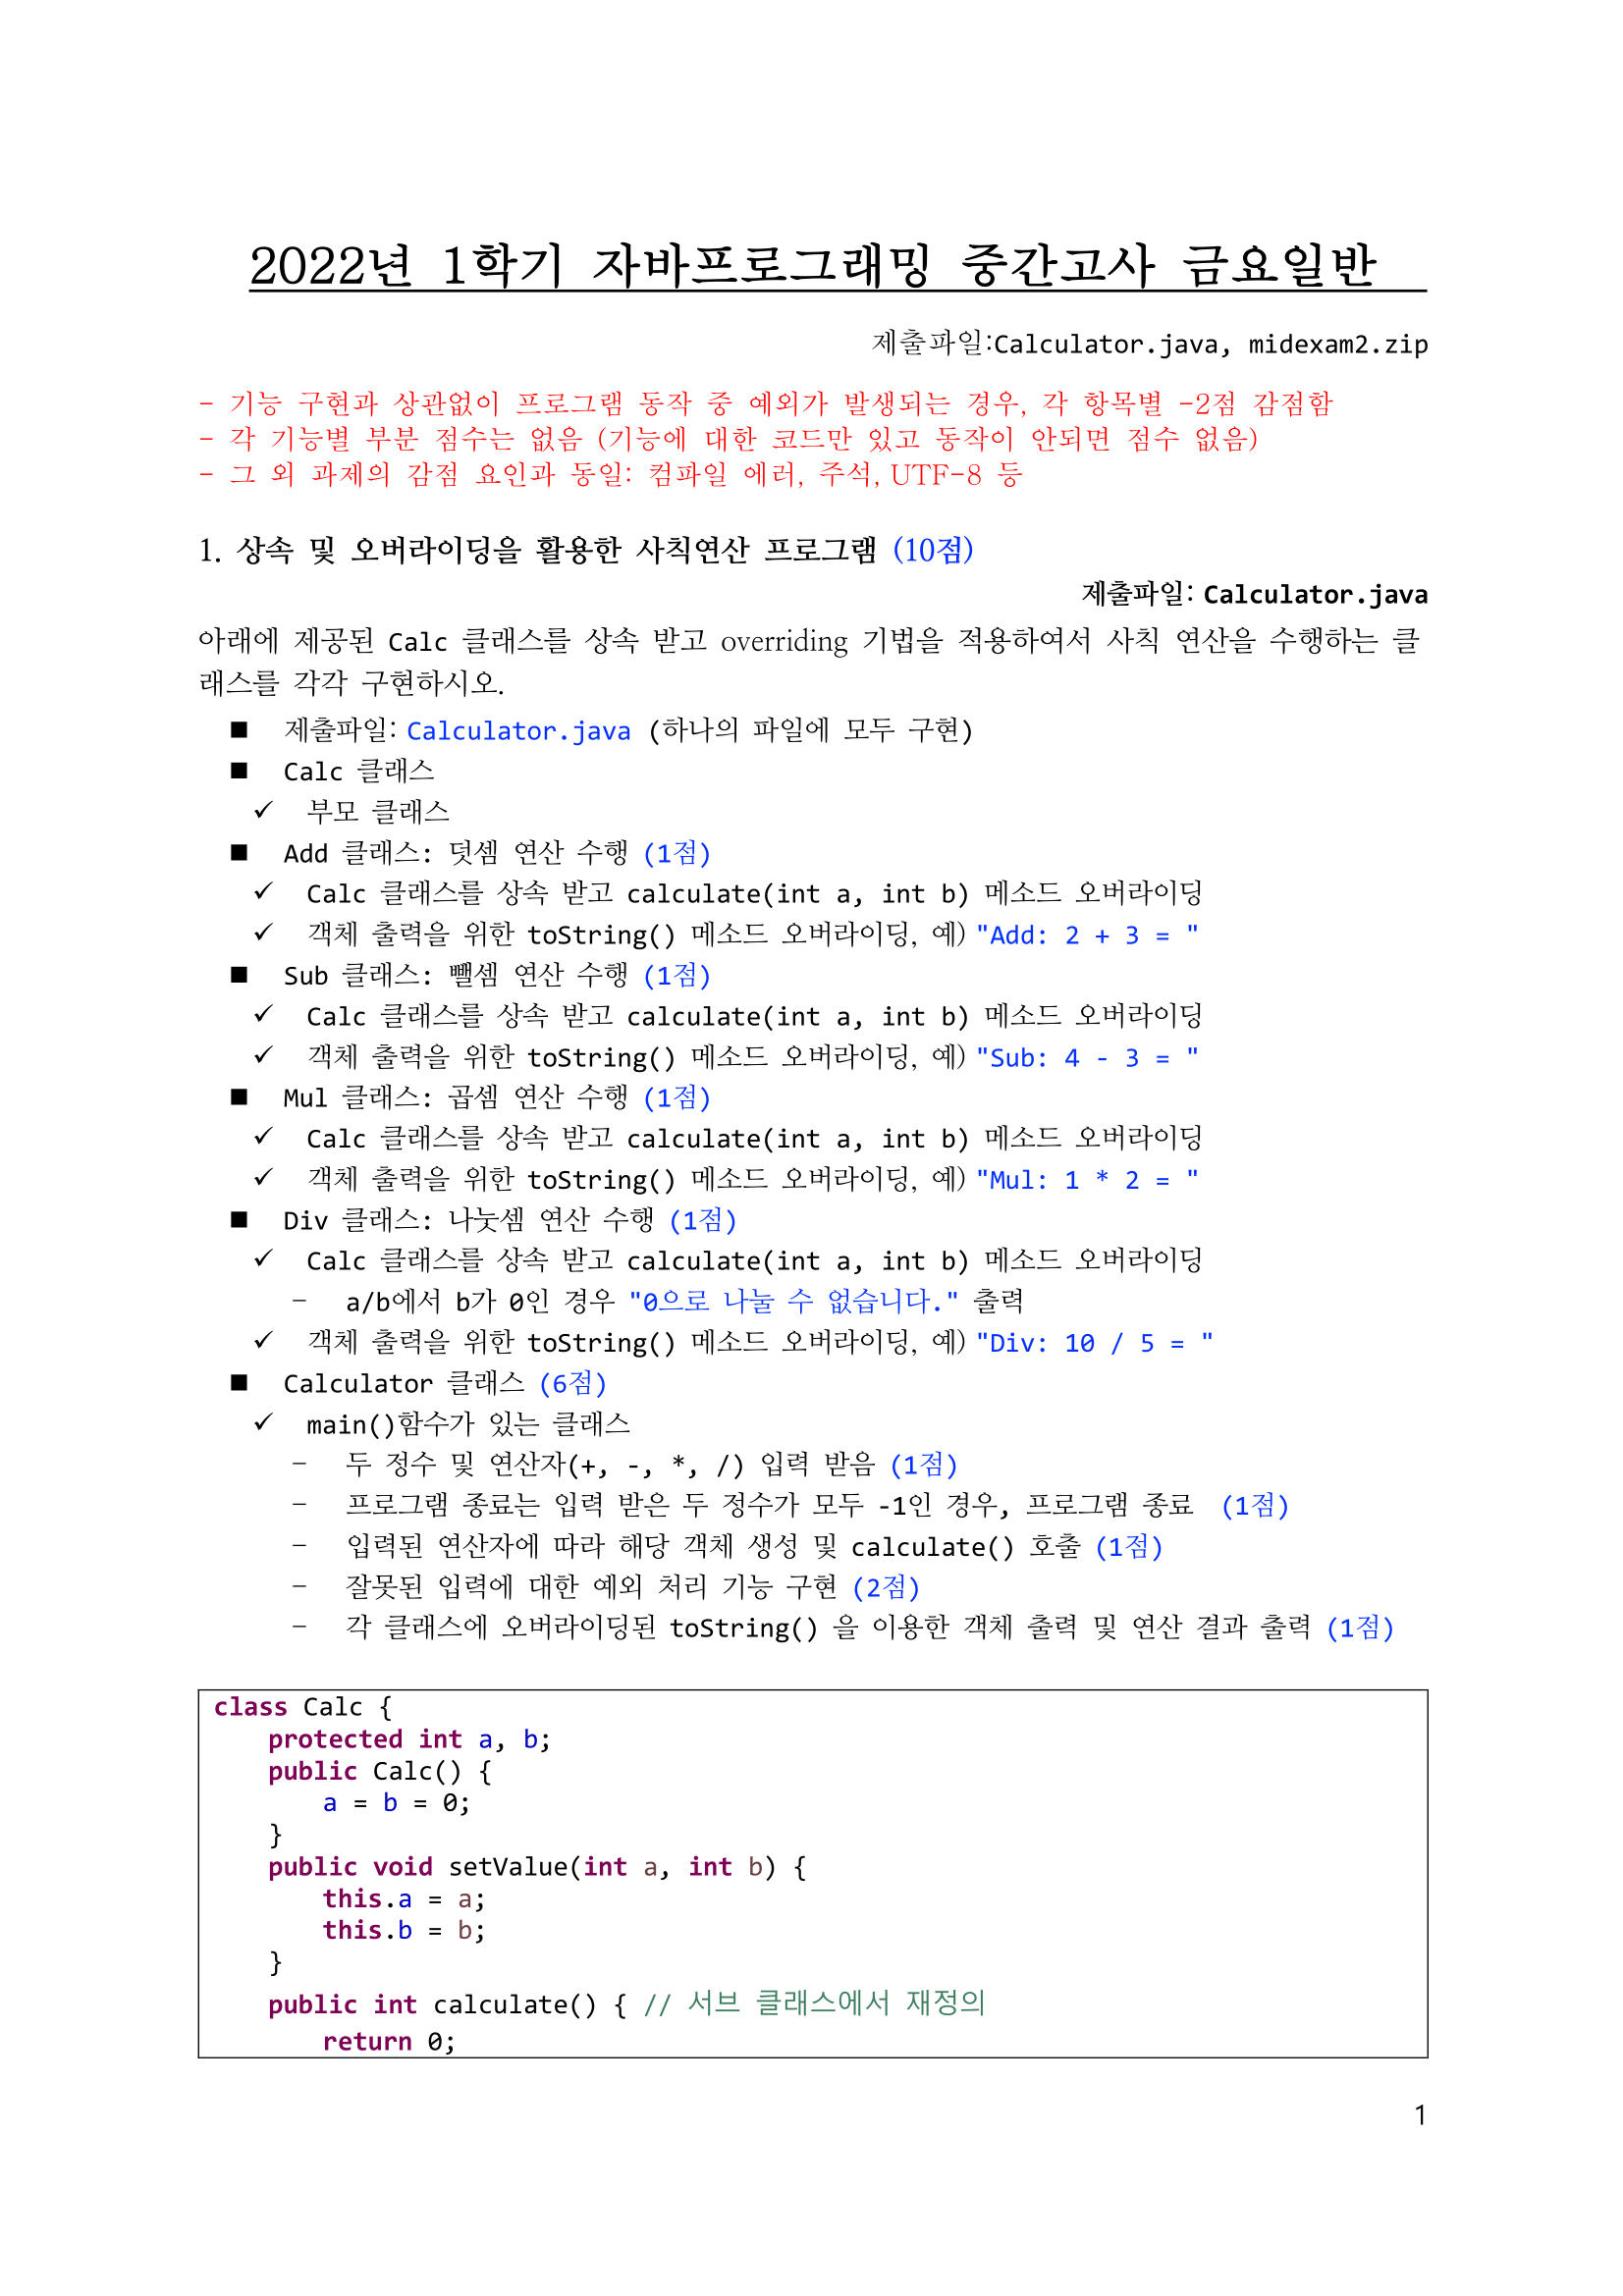 2022년 1학기 자바프로그래밍 중간고사 금요일반
제출파일:Calculator.java, midexam2.zip
- 기능 구현과 상관없이 프로그램 동작 중 예외가 발생되는 경우, 각 항목별 -2점 감점함
- 각 기능별 부분 점수는 없음 (기능에 대한 코드만 있고 동작이 안되면 점수 없음)
- 그 외 과제의 감점 요인과 동일: 컴파일 에러, 주석, UTF-8 등
1. 상속 및 오버라이딩을 활용한 사칙연산 프로그램 (10점)
제출파일: Calculator.java
아래에 제공된 Calc 클래스를 상속 받고 overriding 기법을 적용하여서 사칙 연산을 수행하는 클
래스를 각각 구현하시오.
■ 제출파일: Calculator.java (하나의 파일에 모두 구현)
■ Calc 클래스
✓ 부모 클래스
■ Add 클래스: 덧셈 연산 수행 (1점)
✓ Calc 클래스를 상속 받고 calculate(int a, int b) 메소드 오버라이딩
✓ 객체 출력을 위한 toString() 메소드 오버라이딩, 예) "Add: 2 + 3 = "
■ Sub 클래스: 뺄셈 연산 수행 (1점)
✓ Calc 클래스를 상속 받고 calculate(int a, int b) 메소드 오버라이딩
✓ 객체 출력을 위한 toString() 메소드 오버라이딩, 예) "Sub: 4 - 3 = "
■ Mul 클래스: 곱셈 연산 수행 (1점)
✓ Calc 클래스를 상속 받고 calculate(int a, int b) 메소드 오버라이딩
✓ 객체 출력을 위한 toString() 메소드 오버라이딩, 예) "Mul: 1 * 2 = "
■ Div 클래스: 나눗셈 연산 수행 (1점)
✓ Calc 클래스를 상속 받고 calculate(int a, int b) 메소드 오버라이딩
- a/b에서 b가 0인 경우 "0으로 나눌 수 없습니다." 출력
✓ 객체 출력을 위한 toString() 메소드 오버라이딩, 예) "Div: 10 / 5 = "
■ Calculator 클래스 (6점)
✓ main()함수가 있는 클래스
- 두 정수 및 연산자(+, -, *, /) 입력 받음 (1점)
- 프로그램 종료는 입력 받은 두 정수가 모두 -1인 경우, 프로그램 종료 (1점)
- 입력된 연산자에 따라 해당 객체 생성 및 calculate() 호출 (1점)
- 잘못된 입력에 대한 예외 처리 기능 구현 (2점)
- 각 클래스에 오버라이딩된 toString() 을 이용한 객체 출력 및 연산 결과 출력 (1점)
class Calc {
protected int a, b;
public Calc() {
a = b = 0;
}
public void setValue(int a, int b) {
this.a = a;
this.b = b;
}
public int calculate() { // 서브 클래스에서 재정의
return 0;
1